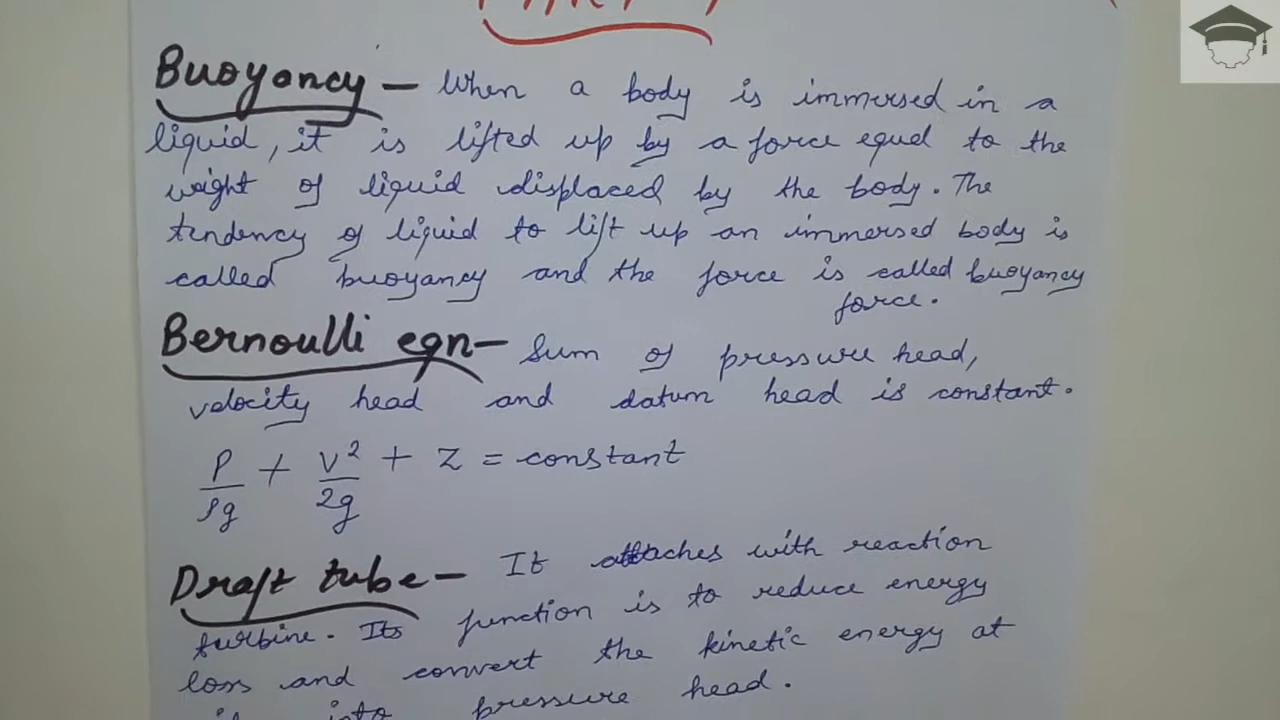 Buoyancy – When a body is immersed in a
liquid, it is lifted up by a force equal to the
weight of liquid displaced by the body. The
tendency of liquid to lift up an immersed body is
called buoyancy and the force is called buoyancy
force.
Bernoulli eqn – Sum of pressure head,
velocity head and datum head is constant.
P/ρg + V²/2g + Z = constant
Draft tube – It attaches with reaction
turbine. Its function is to reduce energy
loss and convert the kinetic energy at
into pressure head.